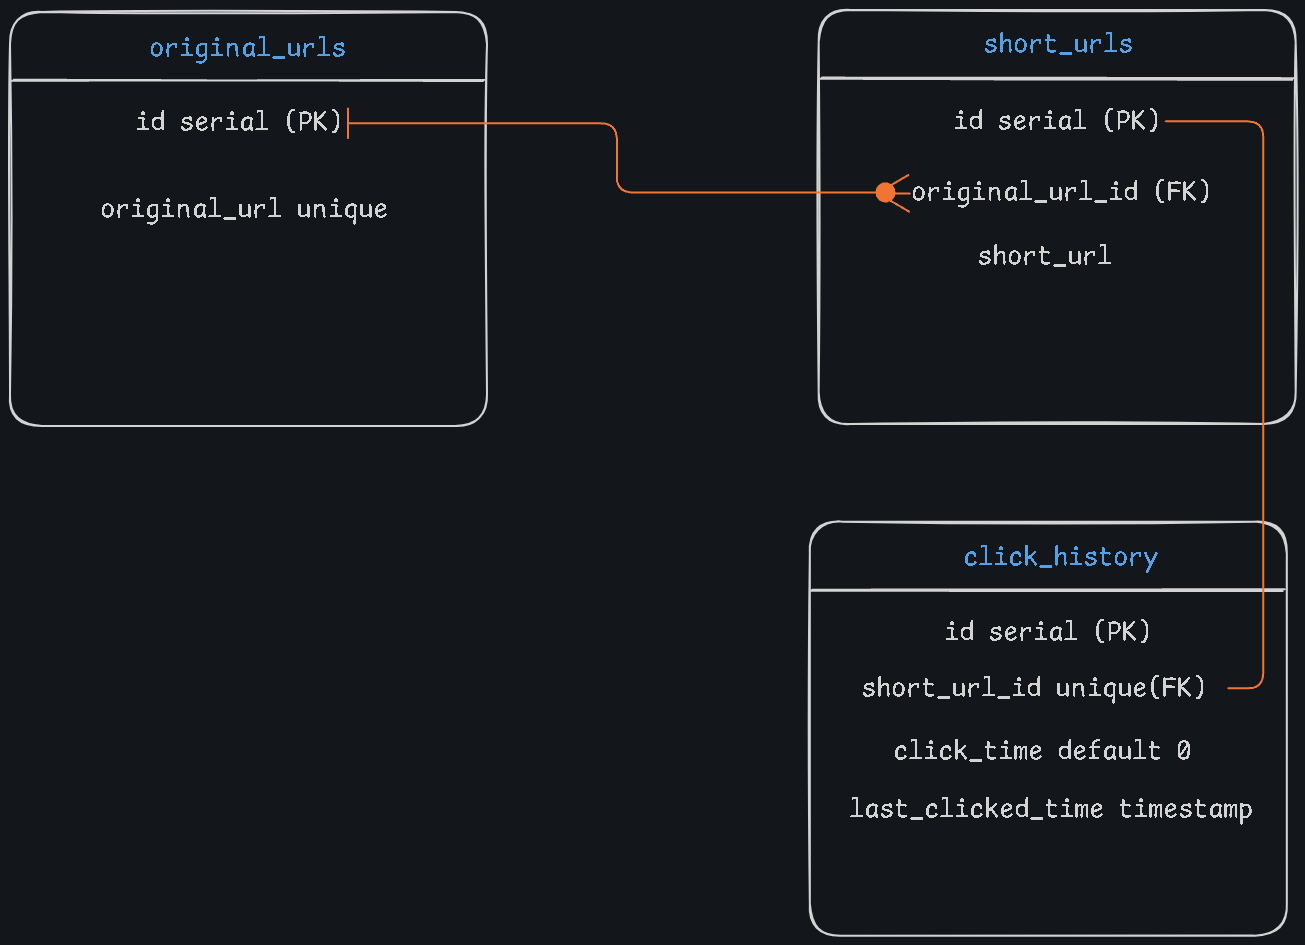 original_urls
id serial (PK)
original_url unique
short_urls
id serial (PK)
original_url_id (FK)
short_url
click_history
id serial (PK)
short_url_id unique(FK)
click_time default 0
last_clicked_time timestamp